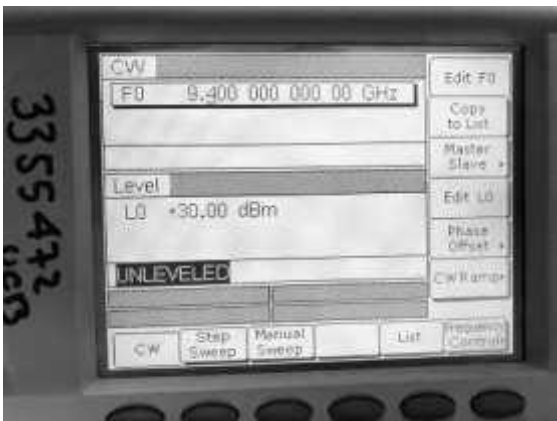 CW
F0 9.400 000 000 00 GHz
Level
L0 +30.00 dBm
UNLEVELED
Edit F0
Copy
to List
Master
Slave
Edit L0
Phase
Offset
CW Ramp
CW
Step
Sweep
Manual
Sweep
List
Frequency
Control
3355472